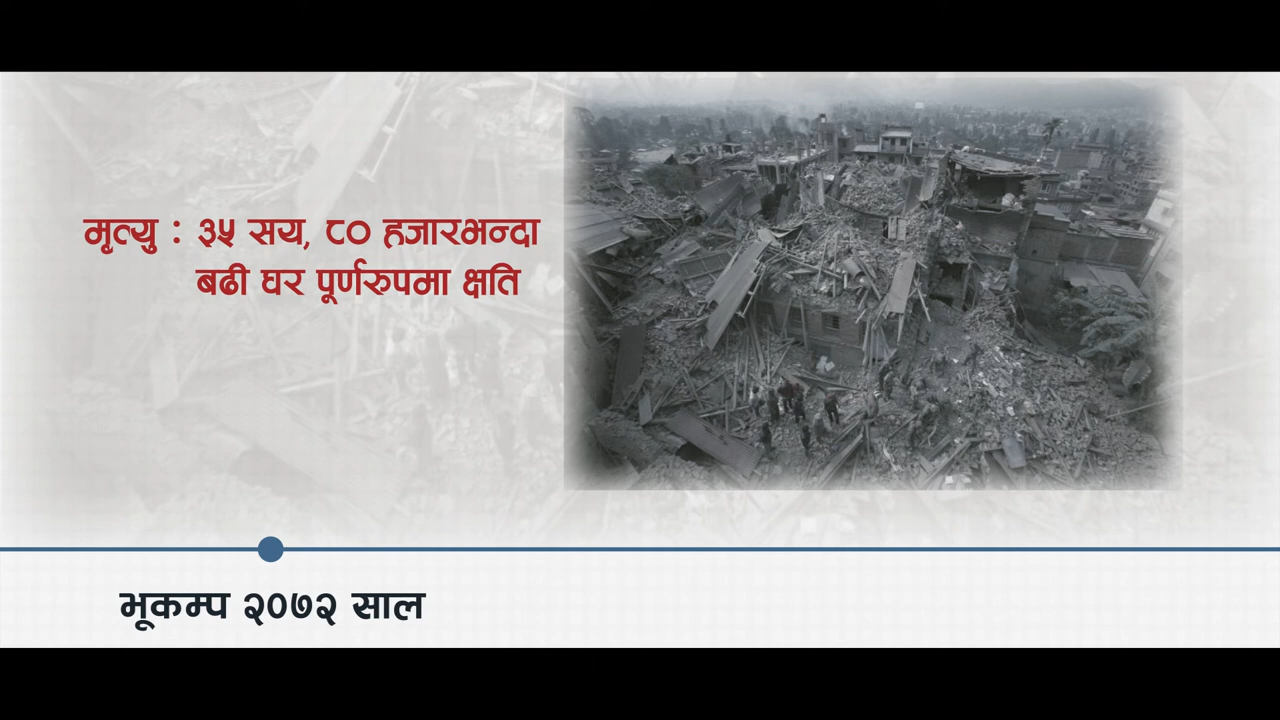 मृत्यु : ३५ सय, ८० हजारभन्दा
बढी घर पूर्णरुपमा क्षति
भूकम्प २०७२ साल